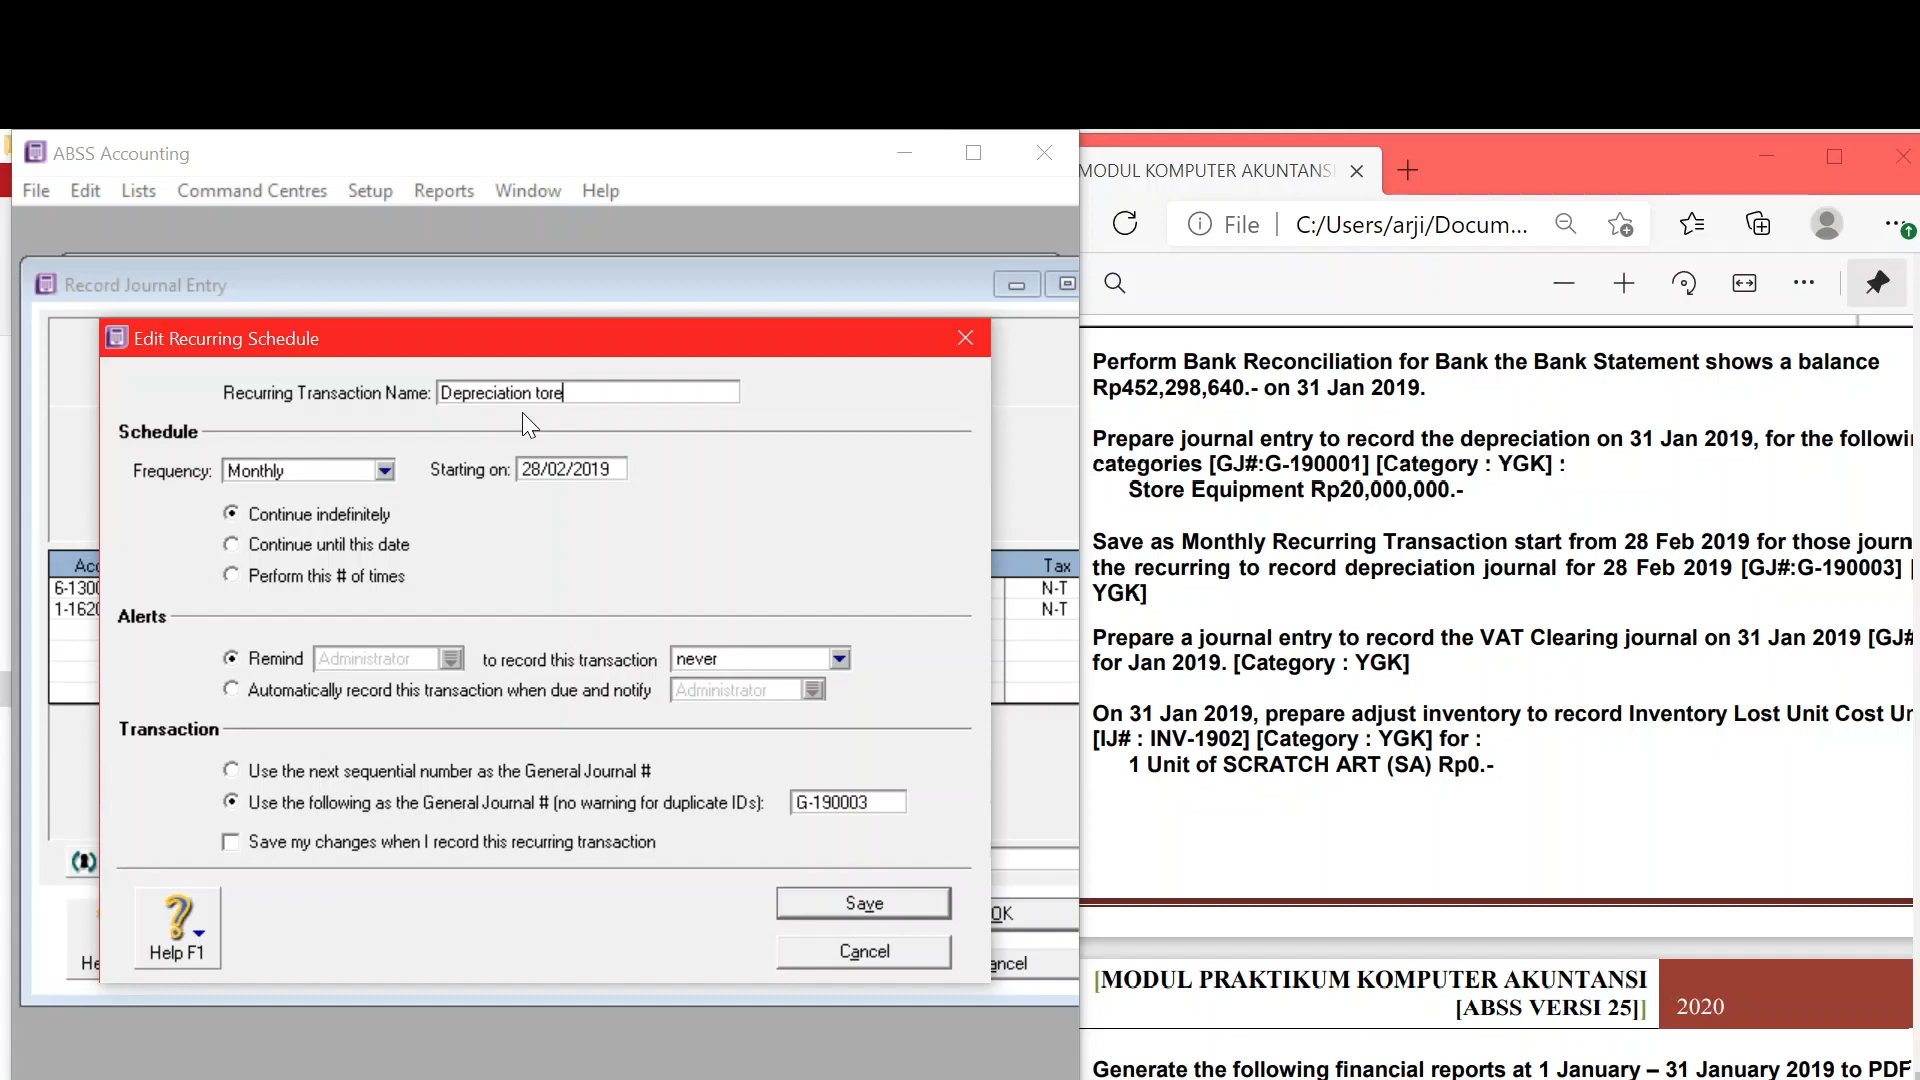 ABSS Accounting
File Edit Lists Command Centres Setup Reports Window Help
Record Journal Entry
Edit Recurring Schedule
Recurring Transaction Name: Depreciation tore
Schedule
Frequency: Monthly Starting on: 28/02/2019
Continue indefinitely
Continue until this date
Perform this # of times
Alerts
Remind Administrator to record this transaction never
Automatically record this transaction when due and notify Administrator
Transaction
Use the next sequential number as the General Journal #
Use the following as the General Journal # (no warning for duplicate IDs): G-190003
Save my changes when I record this recurring transaction
Help F1
Save
Cancel
Acc
6-1300
1-1620
Tax
N-T
N-T
OK
He
ancel
MODUL KOMPUTER AKUNTANSI
File C:/Users/arji/Docum...
Perform Bank Reconciliation for Bank the Bank Statement shows a balance
Rp452,298,640.- on 31 Jan 2019.
Prepare journal entry to record the depreciation on 31 Jan 2019, for the followi
categories [GJ#:G-190001] [Category : YGK] :
Store Equipment Rp20,000,000.-
Save as Monthly Recurring Transaction start from 28 Feb 2019 for those journ
the recurring to record depreciation journal for 28 Feb 2019 [GJ#:G-190003] [
YGK]
Prepare a journal entry to record the VAT Clearing journal on 31 Jan 2019 [GJ#
for Jan 2019. [Category : YGK]
On 31 Jan 2019, prepare adjust inventory to record Inventory Lost Unit Cost Un
[IJ# : INV-1902] [Category : YGK] for :
1 Unit of SCRATCH ART (SA) Rp0.-
[MODUL PRAKTIKUM KOMPUTER AKUNTANSI
[ABSS VERSI 25]] 2020
Generate the following financial reports at 1 January – 31 January 2019 to PDF